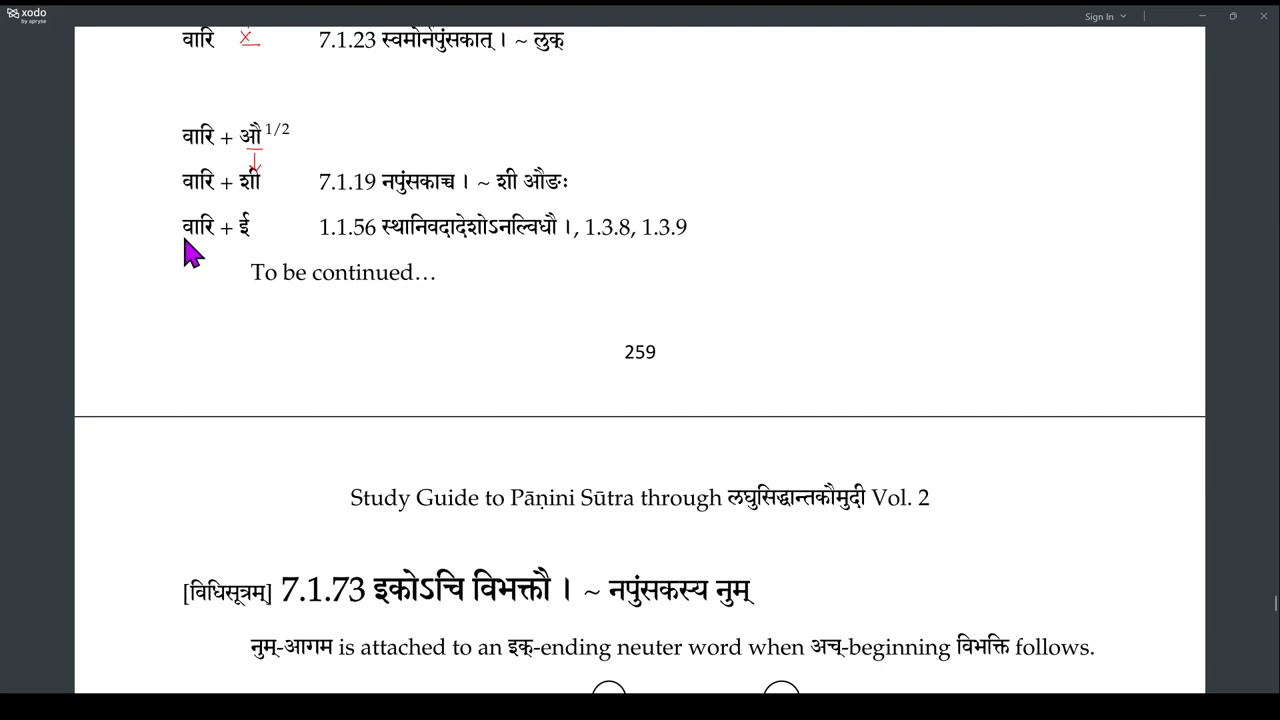 xodo
by apryse
Sign In
वारि x 7.1.23 स्वमोर्नपुंसकात् । ~ लुक्
वारि + औ 1/2
वारि + शी 7.1.19 नपुंसकाच्च । ~ शी औङः
वारि + ई 1.1.56 स्थानिवदादेशोऽनल्विधौ ।, 1.3.8, 1.3.9
To be continued…
259
Study Guide to Pāṇini Sūtra through लघुसिद्धान्तकौमुदी Vol. 2
[विधिसूत्रम्] 7.1.73 इकोऽचि विभक्तौ । ~ नपुंसकस्य नुम्
नुम्-आगम is attached to an इक्-ending neuter word when अच्-beginning विभक्ति follows.